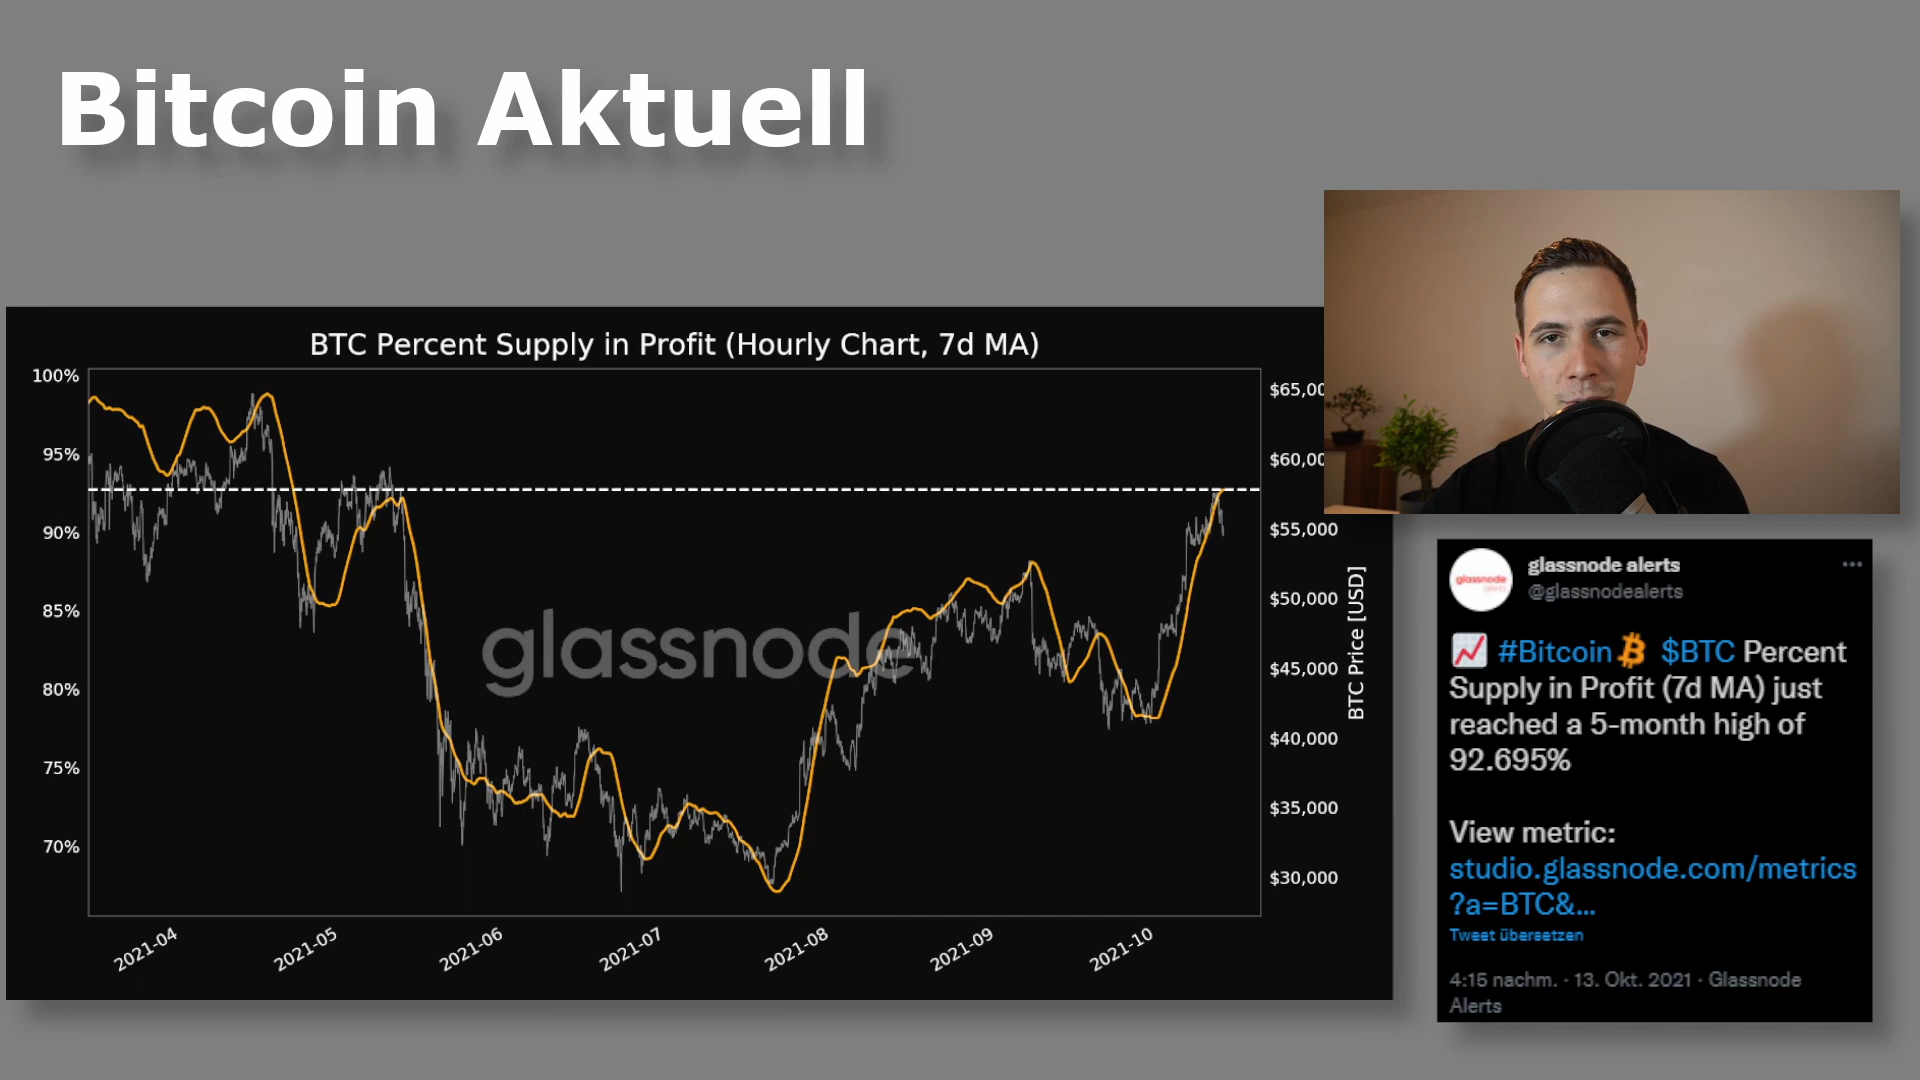 Bitcoin Aktuell
BTC Percent Supply in Profit (Hourly Chart, 7d MA)
100%
95%
90%
85%
80%
75%
70%
$65,00
$60,00
$55,000
$50,000
$45,000
$40,000
$35,000
$30,000
BTC Price [USD]
glassnode
2021-04
2021-05
2021-06
2021-07
2021-08
2021-09
2021-10
glassnode
alerts
glassnode alerts
@glassnodealerts
#Bitcoin $BTC Percent
Supply in Profit (7d MA) just
reached a 5-month high of
92.695%
View metric:
studio.glassnode.com/metrics
?a=BTC&...
Tweet übersetzen
4:15 nachm. · 13. Okt. 2021 · Glassnode
Alerts